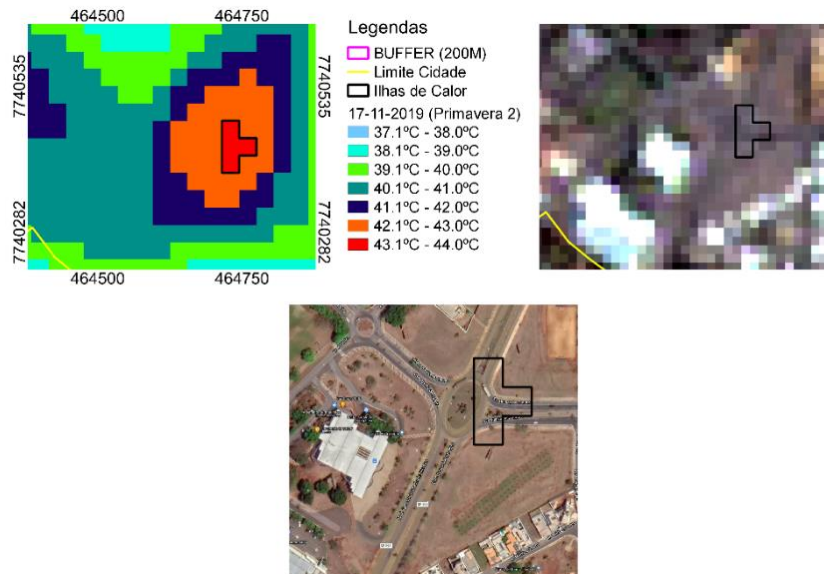 464500
464750
7740535
7740282
7740535
7740282
464500
464750
Legendas
BUFFER (200M)
Limite Cidade
Ilhas de Calor
17-11-2019 (Primavera 2)
37.1ºC - 38.0ºC
38.1ºC - 39.0ºC
39.1ºC - 40.0ºC
40.1ºC - 41.0ºC
41.1ºC - 42.0ºC
42.1ºC - 43.0ºC
43.1ºC - 44.0ºC